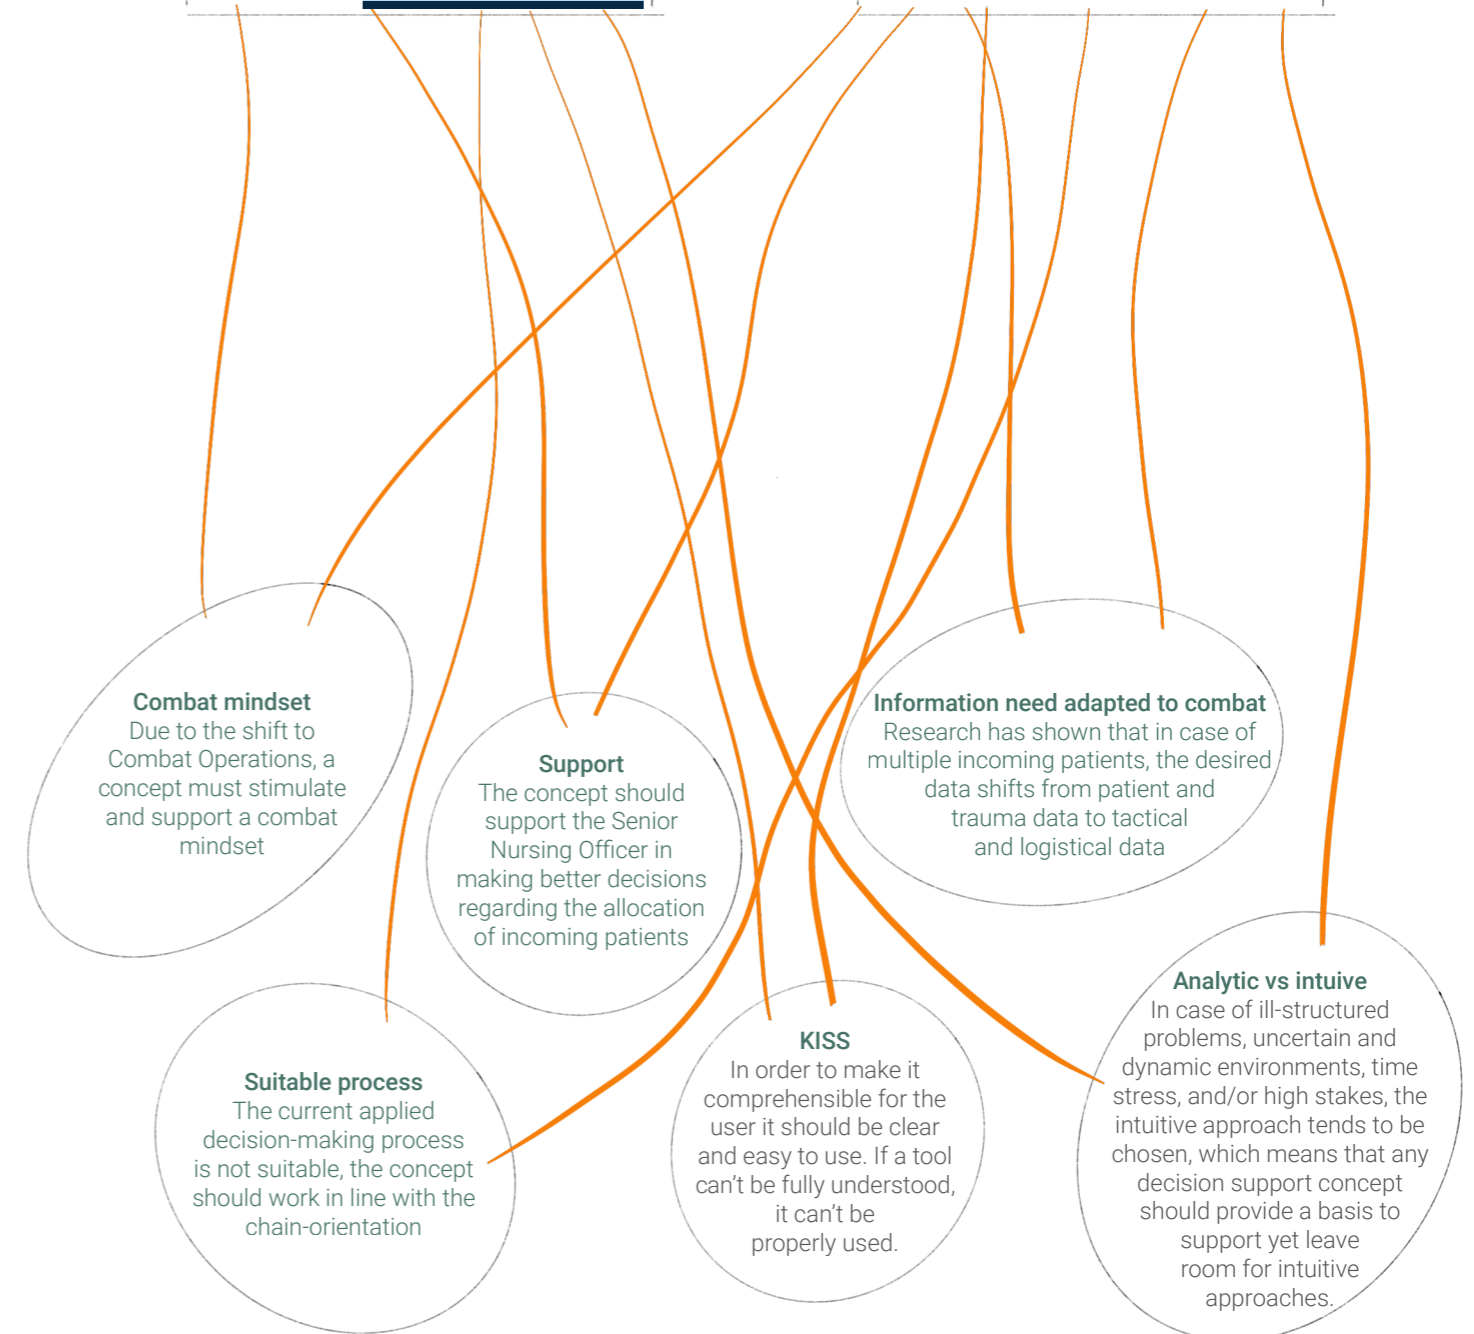 Combat mindset
Due to the shift to
Combat Operations, a
concept must stimulate
and support a combat
mindset
Support
The concept should
support the Senior
Nursing Officer in
making better decisions
regarding the allocation
of incoming patients
Information need adapted to combat
Research has shown that in case of
multiple incoming patients, the desired
data shifts from patient and
trauma data to tactical
and logistical data
Suitable process
The current applied
decision-making process
is not suitable, the concept
should work in line with the
chain-orientation
KISS
In order to make it
comprehensible for the
user it should be clear
and easy to use. If a tool
can't be fully understood,
it can't be
properly used.
Analytic vs intuive
In case of ill-structured
problems, uncertain and
dynamic environments, time
stress, and/or high stakes, the
intuitive approach tends to be
chosen, which means that any
decision support concept
should provide a basis to
support yet leave
room for intuitive
approaches.